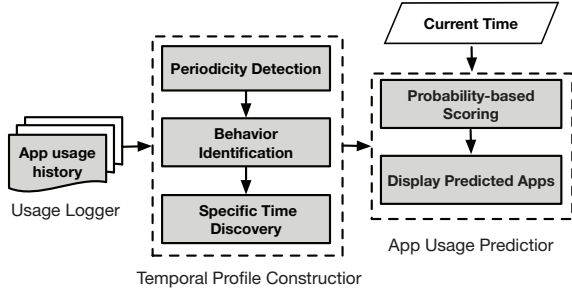 Current Time
Periodicity Detection
Probability-based
Scoring
Behavior
Identification
App usage
history
Display Predicted Apps
Usage Logger
Specific Time
Discovery
App Usage Predictior
Temporal Profile Constructior